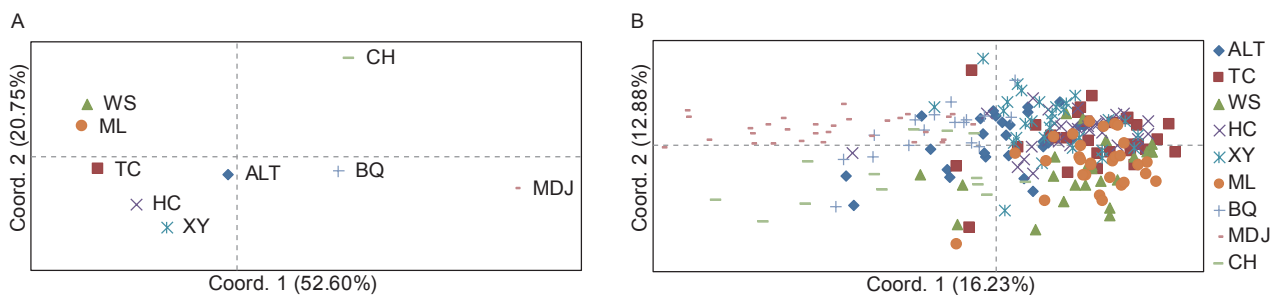 A
Coord. 2 (20.75%)
CH
WS
ML
TC
ALT
BQ
MDJ
HC
XY
Coord. 1 (52.60%)
B
Coord. 2 (12.88%)
Coord. 1 (16.23%)
ALT
TC
WS
HC
XY
ML
BQ
MDJ
CH